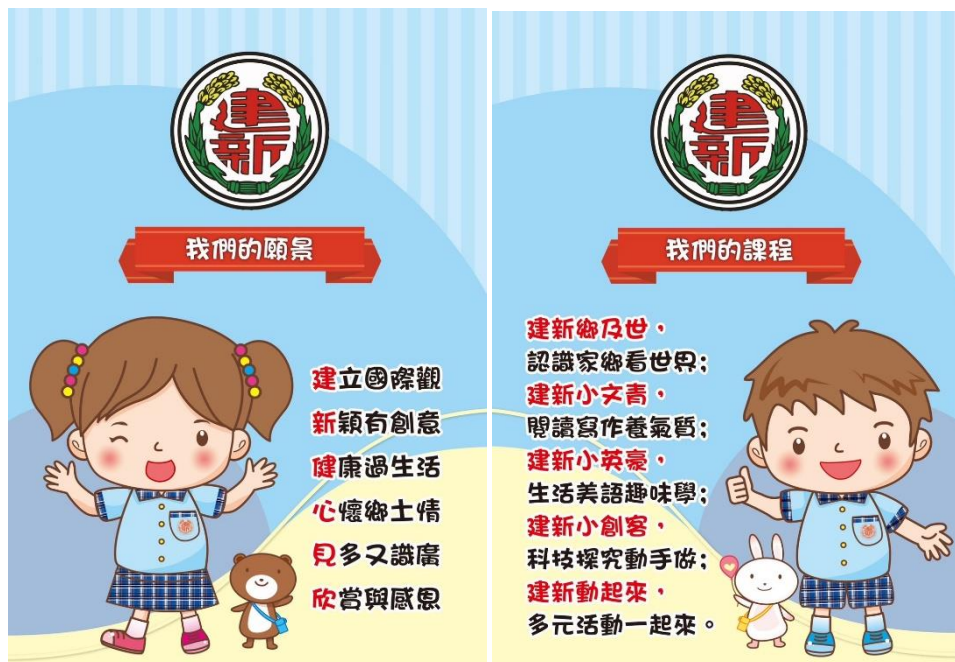 建新
我們的願景
建立國際觀
新穎有創意
健康過生活
心懷鄉土情
見多又識廣
欣賞與感恩
建新
我們的課程
建新鄉及世，
認識家鄉看世界；
建新小文青，
閱讀寫作養氣質；
建新小英豪，
生活美語趣味學；
建新小創客，
科技探究動手做；
建新動起來，
多元活動一起來。